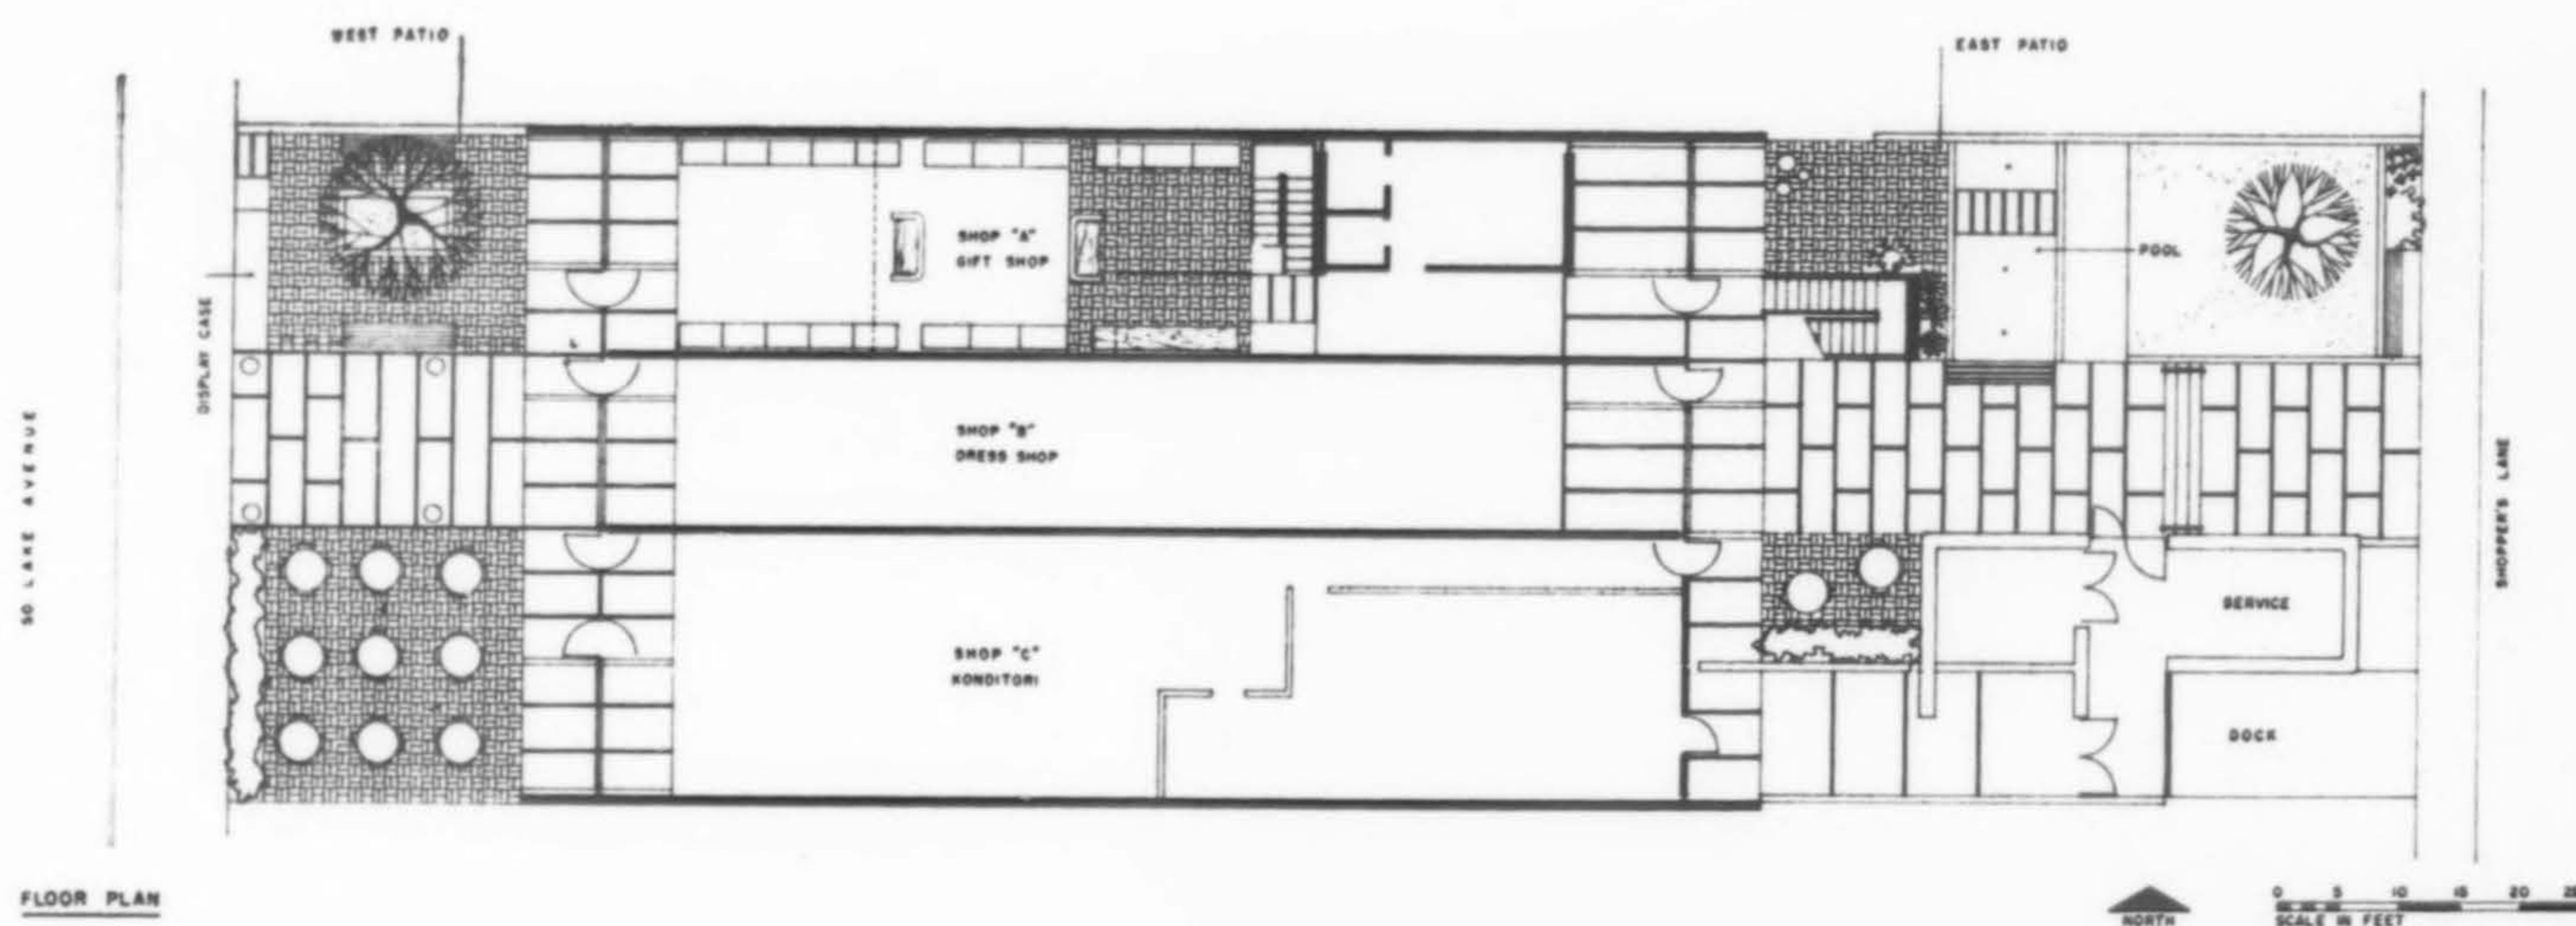 WEST PATIO
EAST PATIO
DISPLAY CASE
SO LAKE AVENUE
SHOP "A"
GIFT SHOP
POOL
SHOP "B"
DRESS SHOP
SHOPPER'S LANE
SERVICE
SHOP "C"
KONDITORI
DOCK
FLOOR PLAN
NORTH
0 5 10 15 20 25
SCALE IN FEET